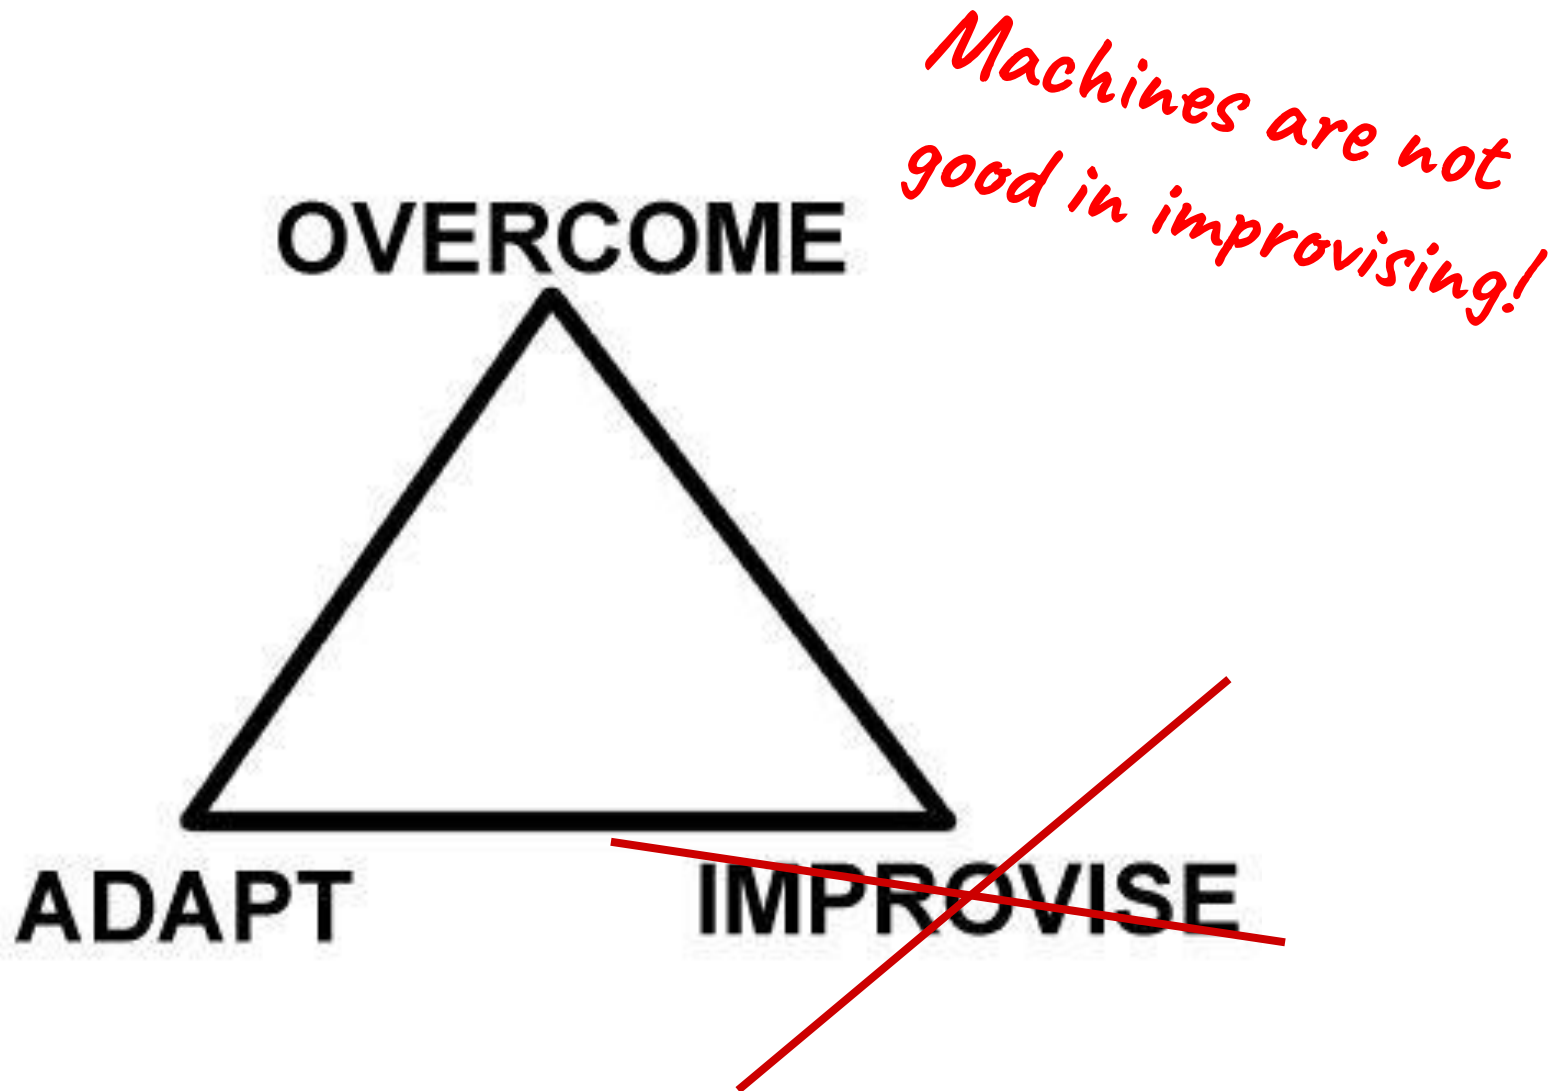 Machines are not
good in improvising!
OVERCOME
ADAPT
IMPROVISE